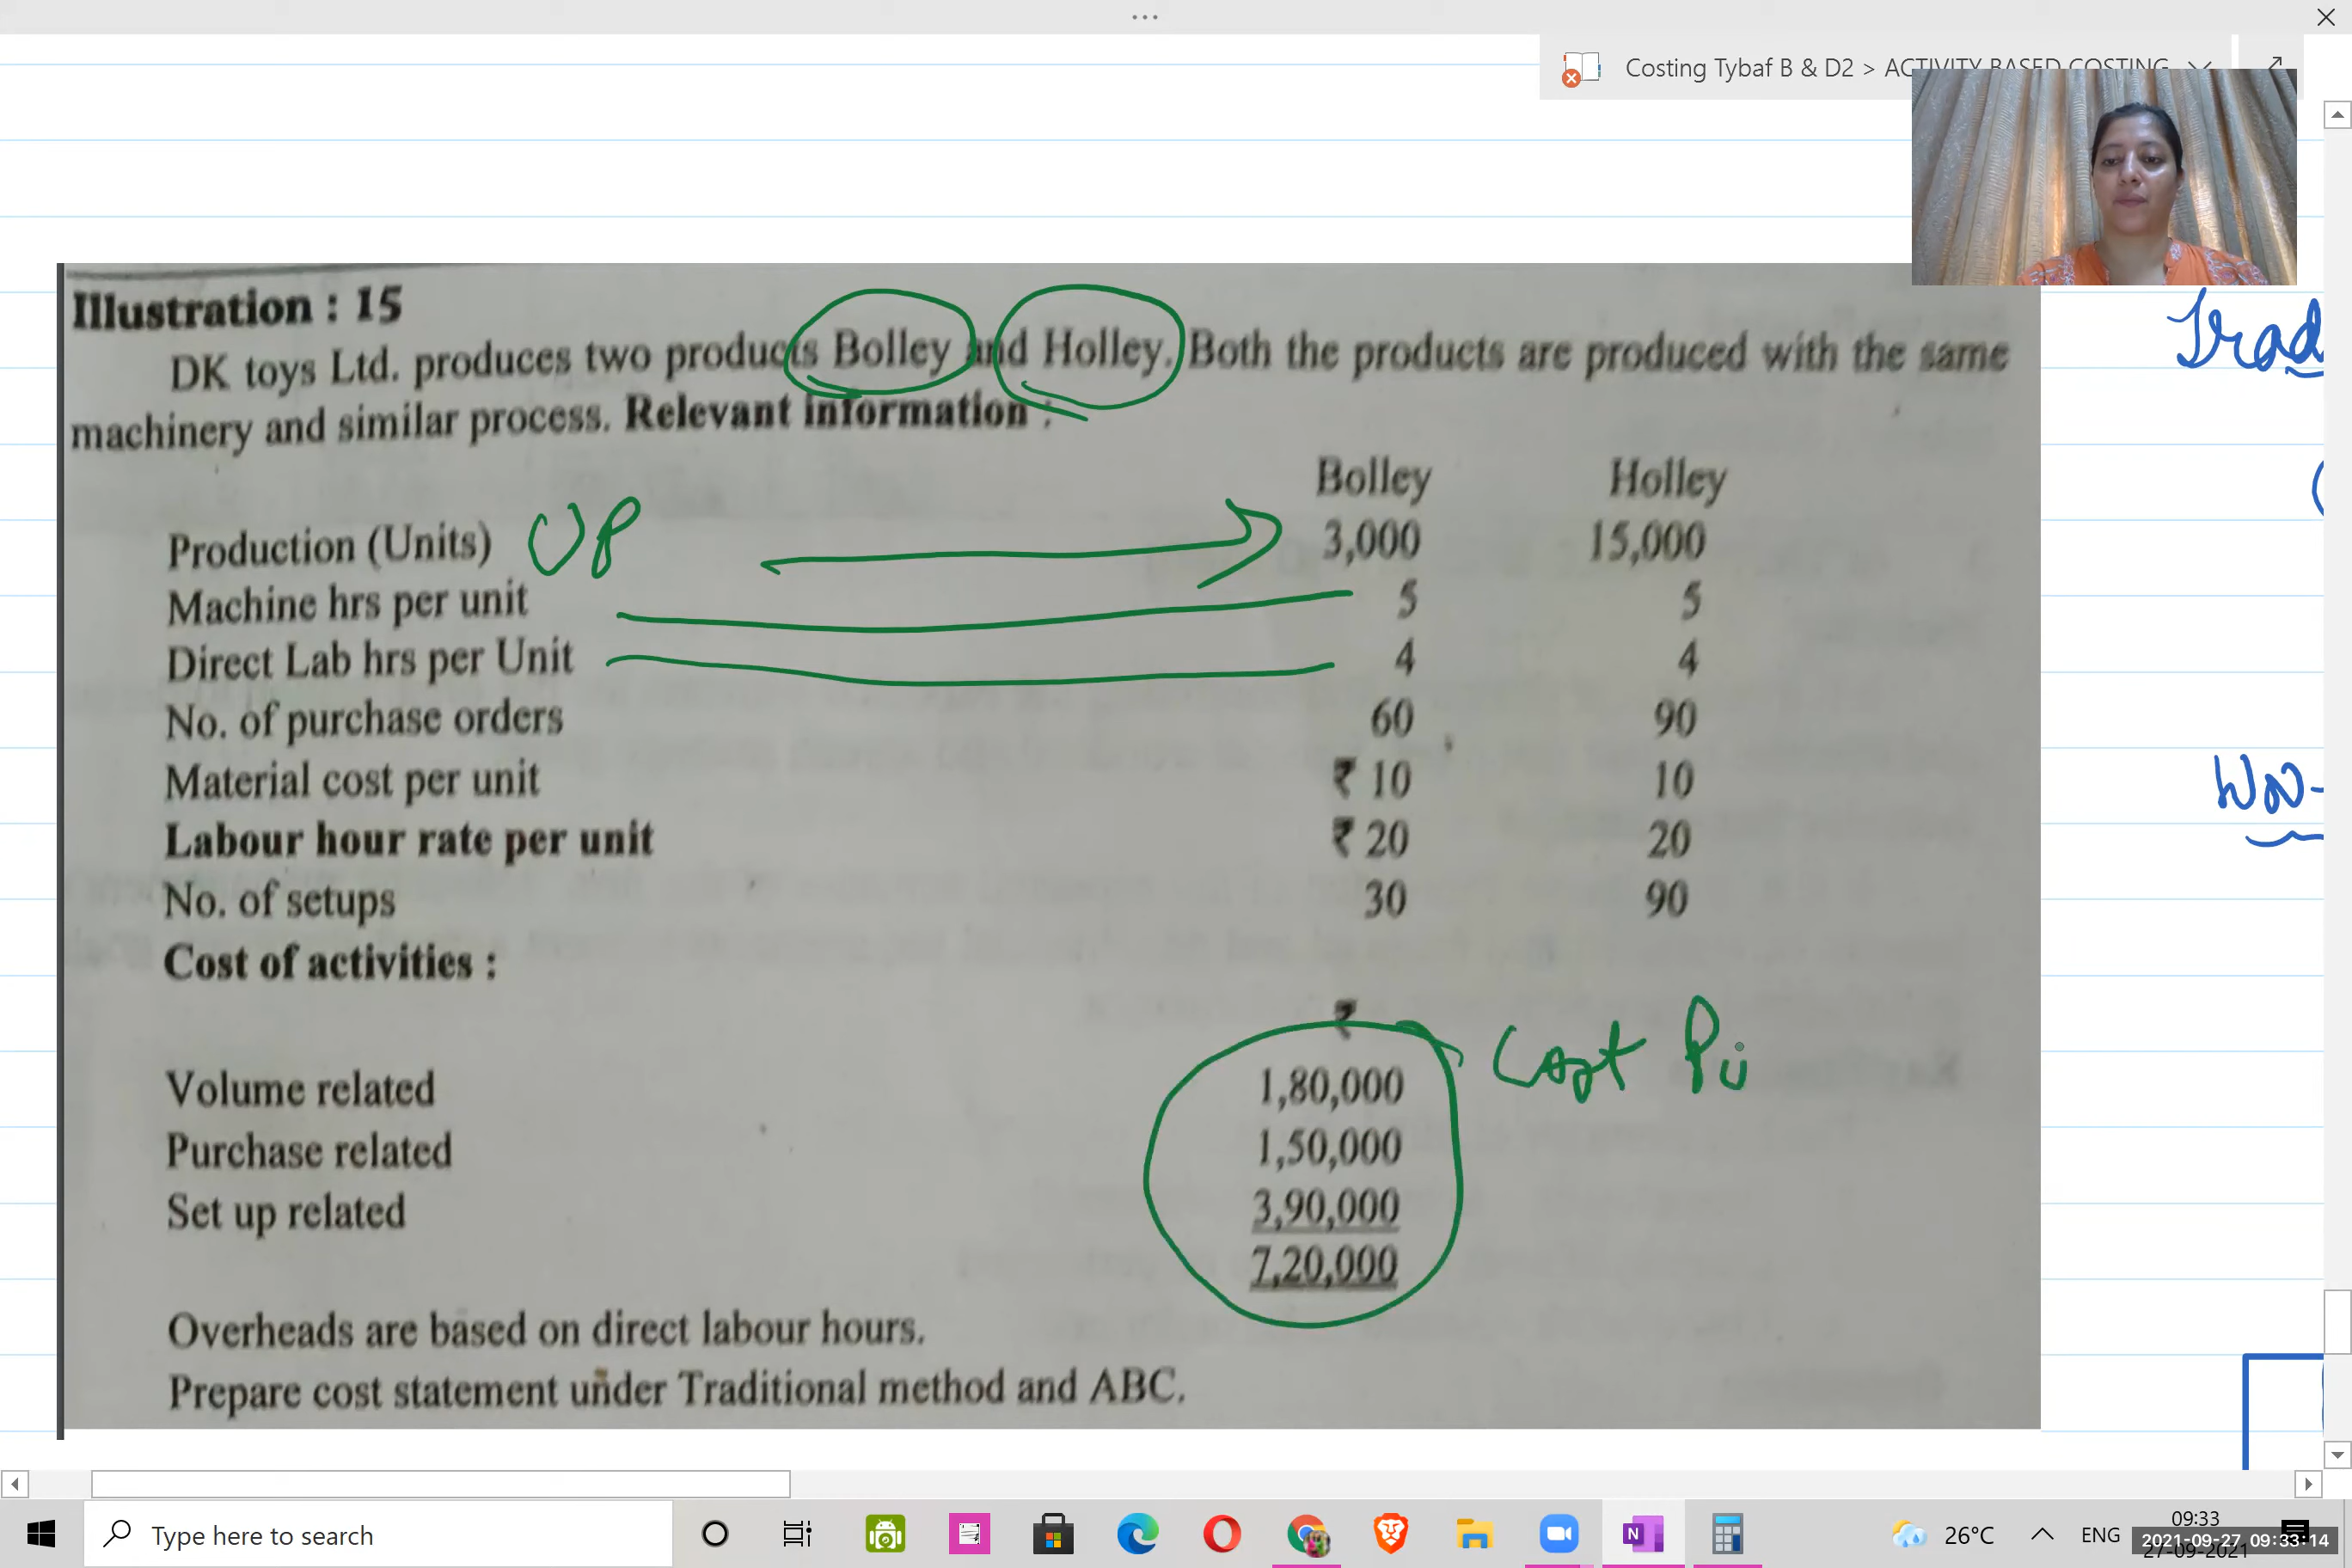 Costing Tybaf B & D2 > ACTIVITY BASED COSTING
Illustration : 15
DK toys Ltd. produces two products Bolley and Holley. Both the products are produced with the same
machinery and similar process. Relevant information :
Bolley Holley
Production (Units) UP 3,000 15,000
Machine hrs per unit 5 5
Direct Lab hrs per Unit 4 4
No. of purchase orders 60 90
Material cost per unit ₹ 10 10
Labour hour rate per unit ₹ 20 20
No. of setups 30 90
Cost of activities :
₹
Cost
Volume related 1,80,000
Purchase related 1,50,000
Set up related 3,90,000
7,20,000
Overheads are based on direct labour hours.
Prepare cost statement under Traditional method and ABC.
Trad
Type here to search
26°C
ENG
09:33
27-09-2021
2021-09-27 09:33:14